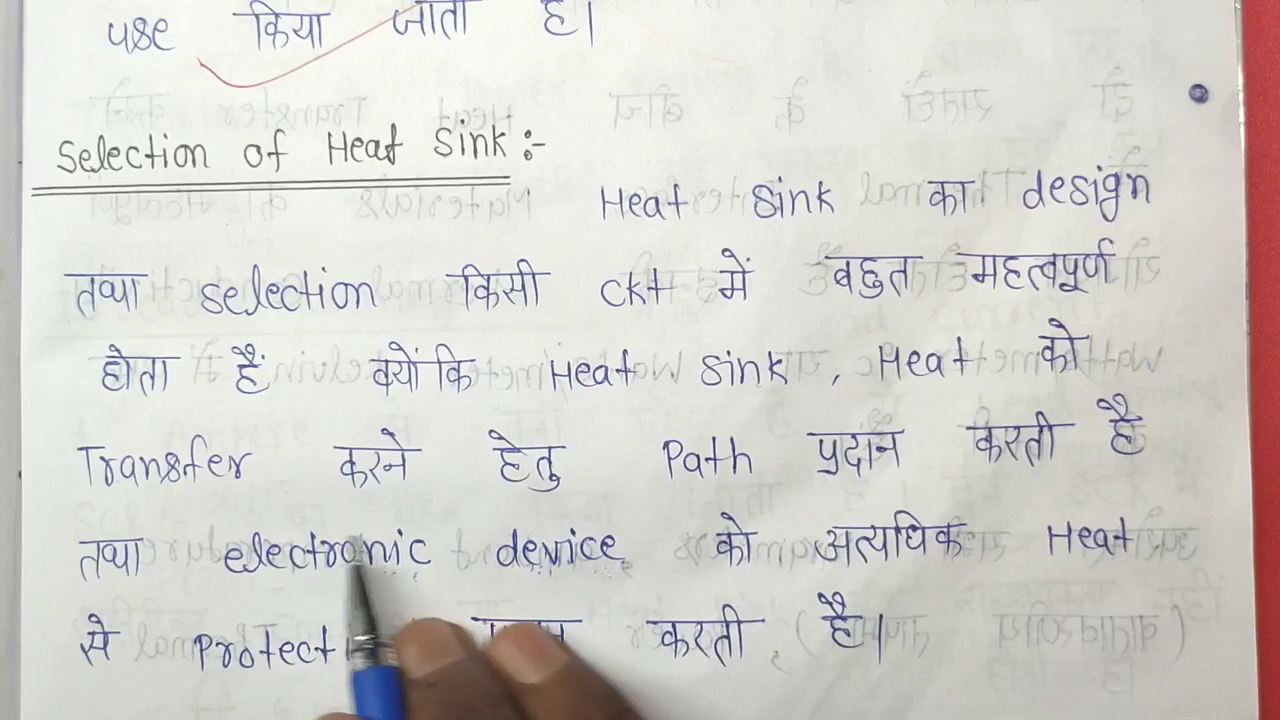 use किया जाता है।
Selection of Heat Sink :-
Heat Sink का design
तथा selection किसी ckt में बहुत महत्वपूर्ण
होता है क्योंकि Heat sink, Heat को
Transfer करने हेतु Path प्रदान करती है
तथा electronic device को अत्यधिक Heat
से Protect करती है।